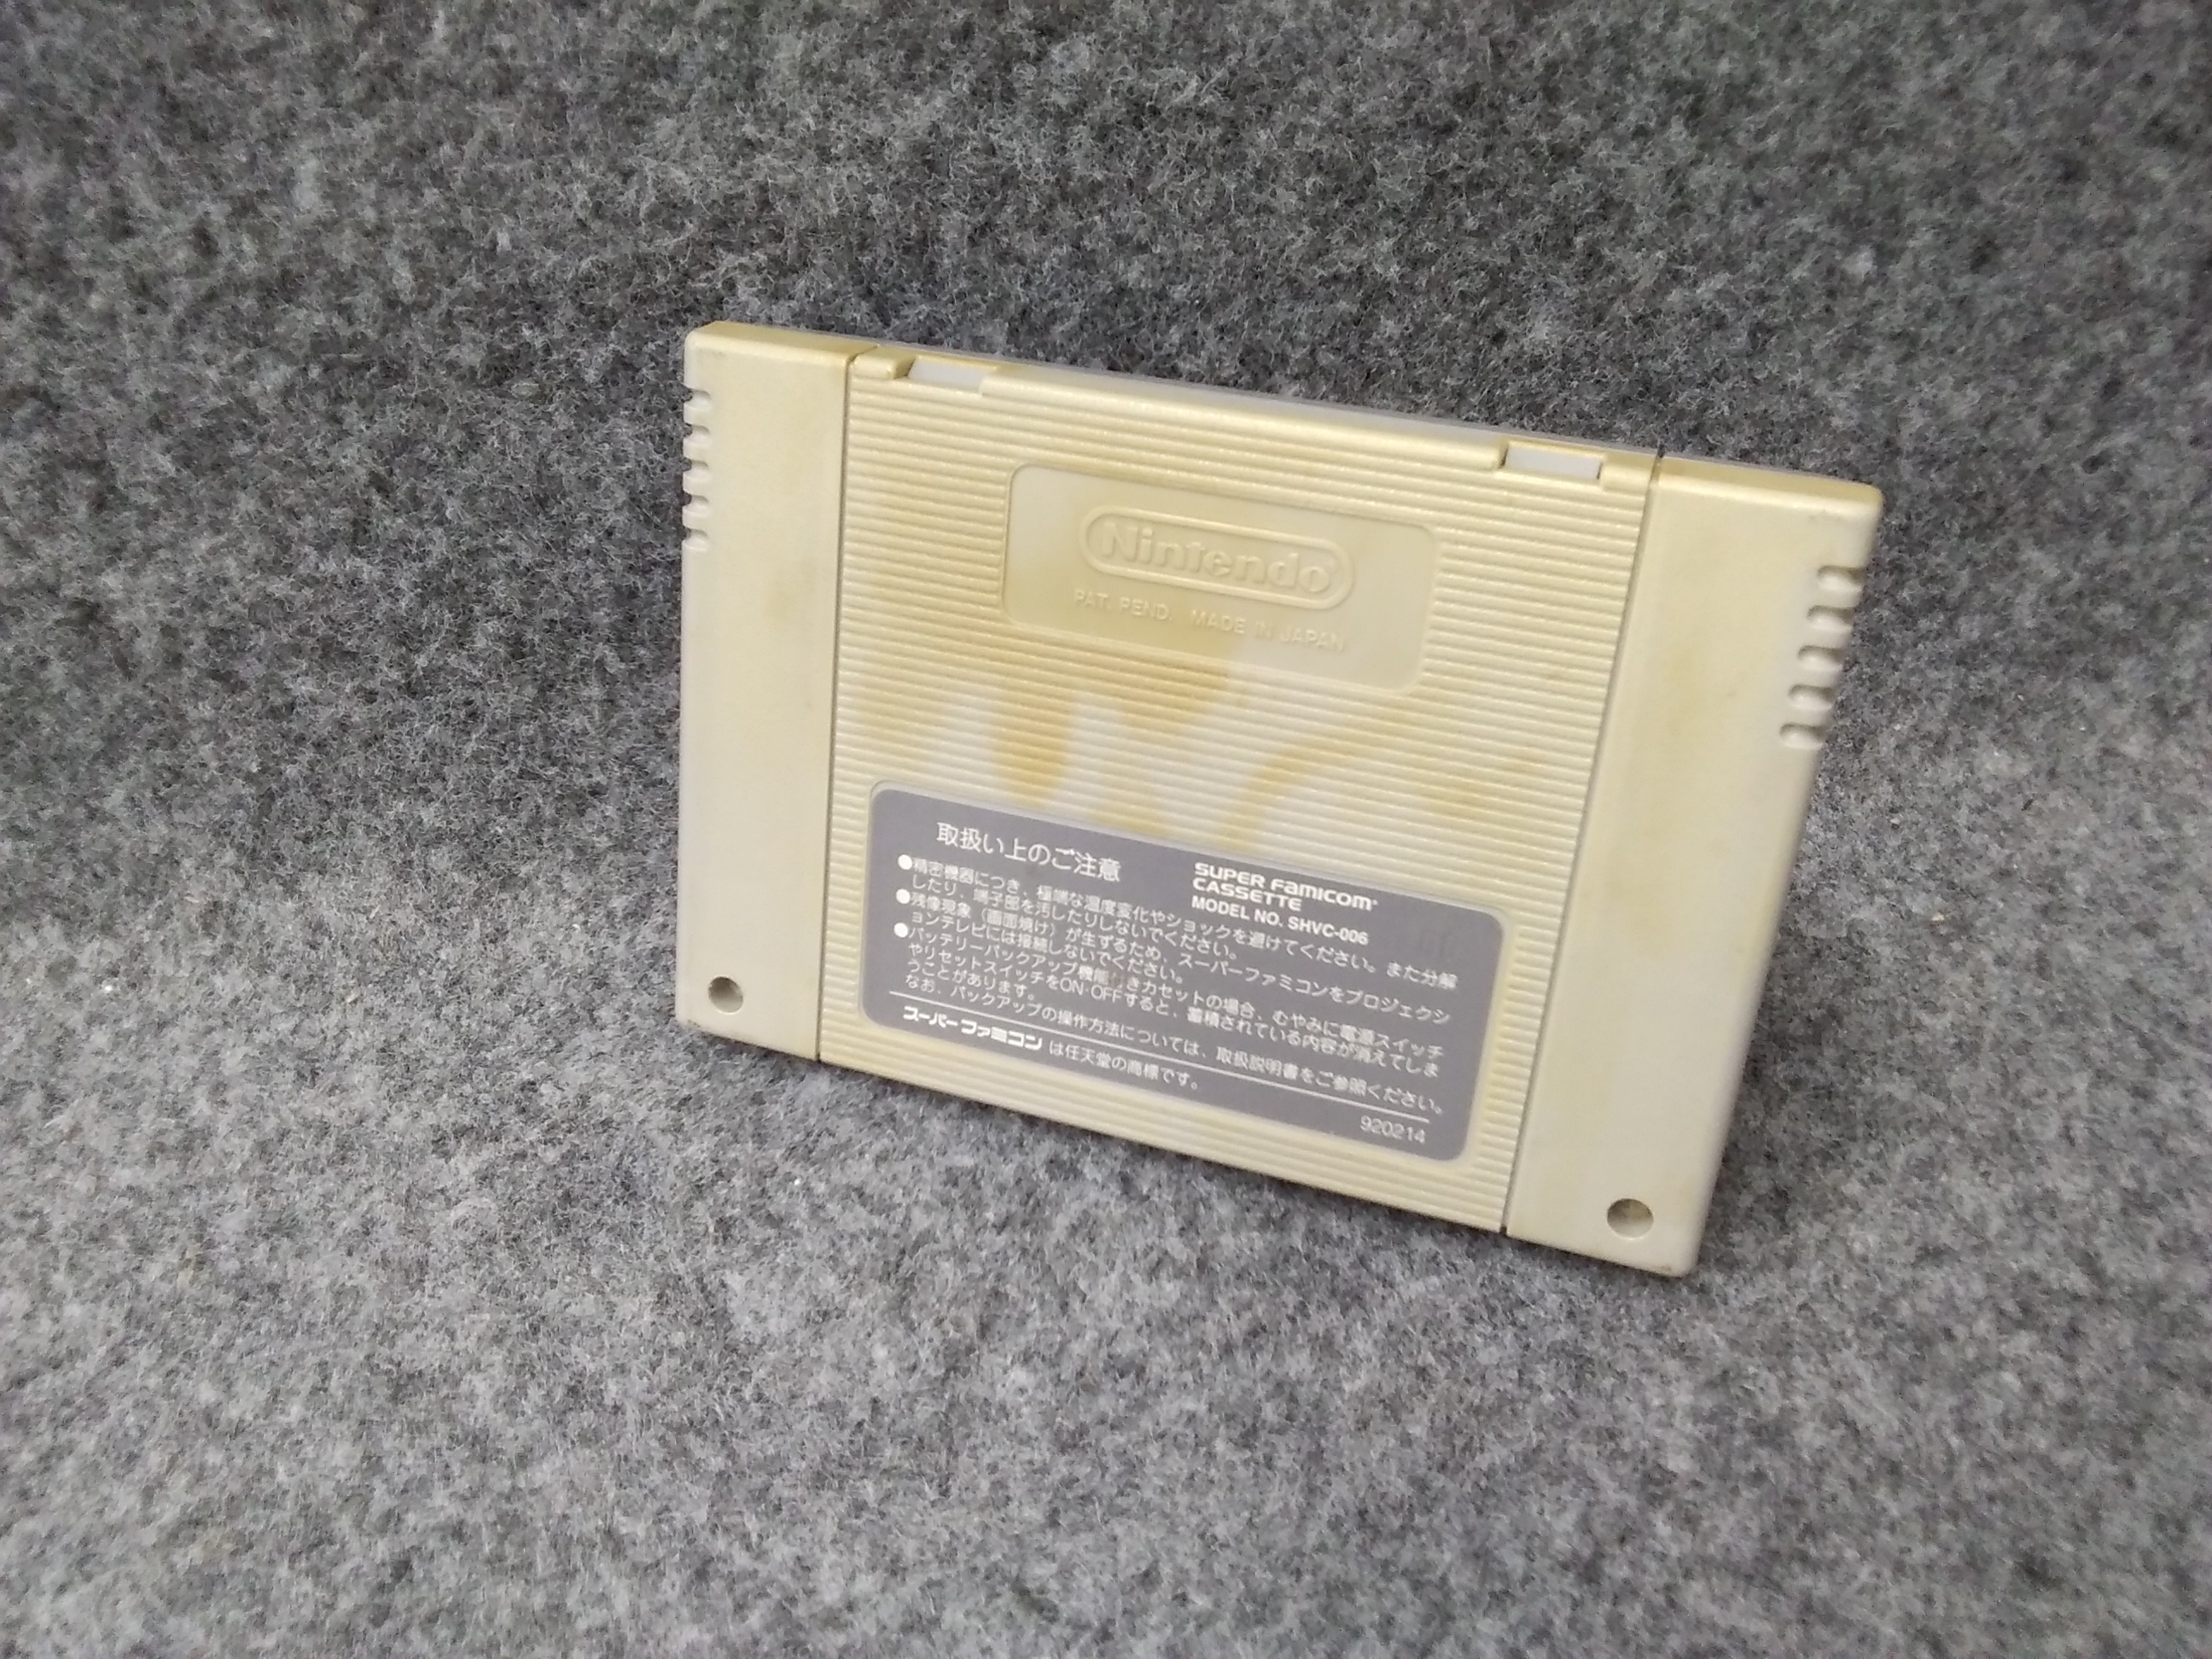 Nintendo
PAT. PEND. MADE IN JAPAN
取扱い上のご注意
SUPER FAMICOM
CASSETTE
MODEL NO. SHVC-006
●精密機器につき、極端な温度変化やショックを避けてください。また分解
したり、端子部を汚したりしないでください。
●残像現象（画面焼け）が生ずるため、スーパーファミコンをプロジェクシ
ョンテレビには接続しないでください。
●バッテリーバックアップ機能付きカセットの場合、むやみに電源スイッチ
やリセットスイッチをON・OFFすると、蓄積されている内容が消えてしま
うことがあります。
なお、バックアップの操作方法については、取扱説明書をご参照ください。
スーパーファミコン は任天堂の商標です。
920214